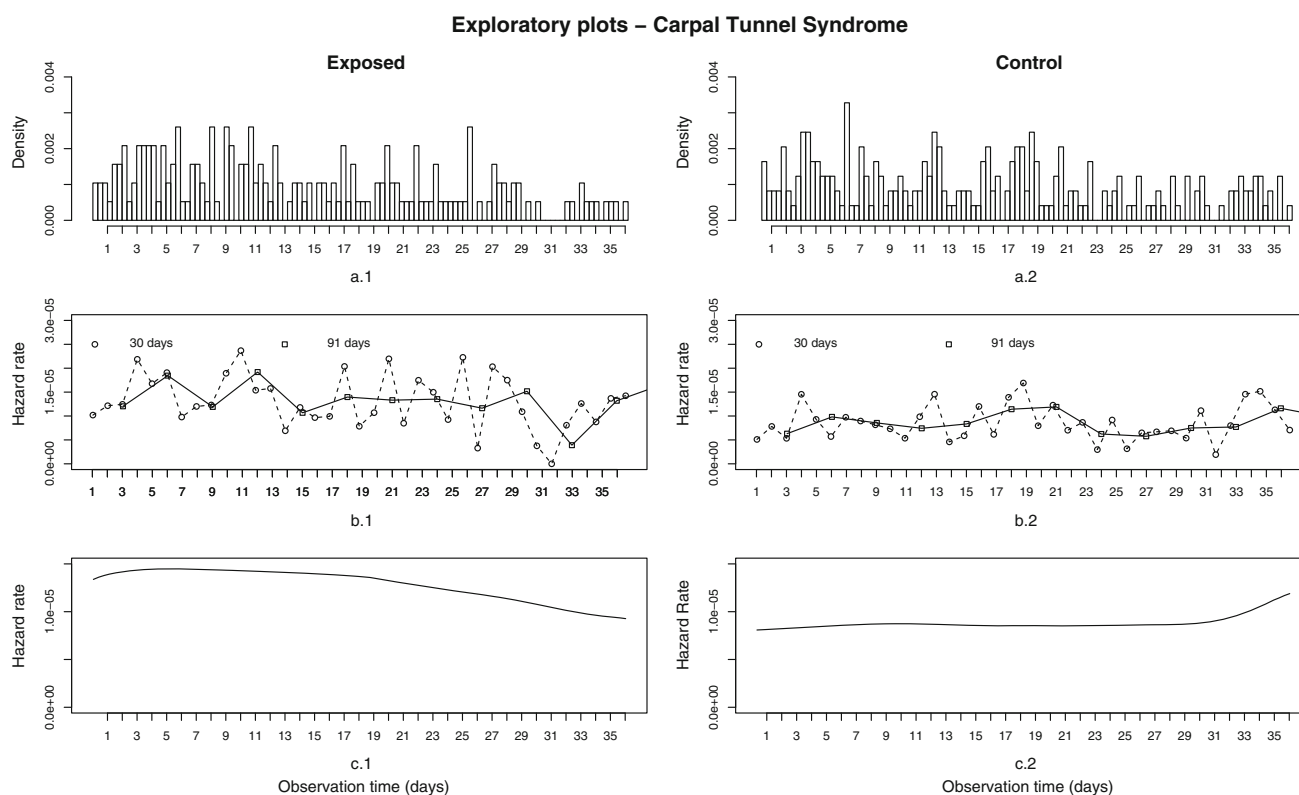 Exploratory plots – Carpal Tunnel Syndrome
Exposed
Density
0.000 0.002 0.004
1 3 5 7 9 11 13 15 17 19 21 23 25 27 29 31 33 35
a.1
Control
Density
0.000 0.002 0.004
1 3 5 7 9 11 13 15 17 19 21 23 25 27 29 31 33 35
a.2
Hazard rate
0.0e+00 1.5e-05 3.0e-05
30 days 91 days
1 3 5 7 9 11 13 15 17 19 21 23 25 27 29 31 33 35
b.1
Hazard rate
0.0e+00 1.5e-05 3.0e-05
30 days 91 days
1 3 5 7 9 11 13 15 17 19 21 23 25 27 29 31 33 35
b.2
Hazard rate
0.0e+00 1.0e-05
1 3 5 7 9 11 13 15 17 19 21 23 25 27 29 31 33 35
c.1
Observation time (days)
Hazard Rate
0.0e+00 1.0e-05
1 3 5 7 9 11 13 15 17 19 21 23 25 27 29 31 33 35
c.2
Observation time (days)